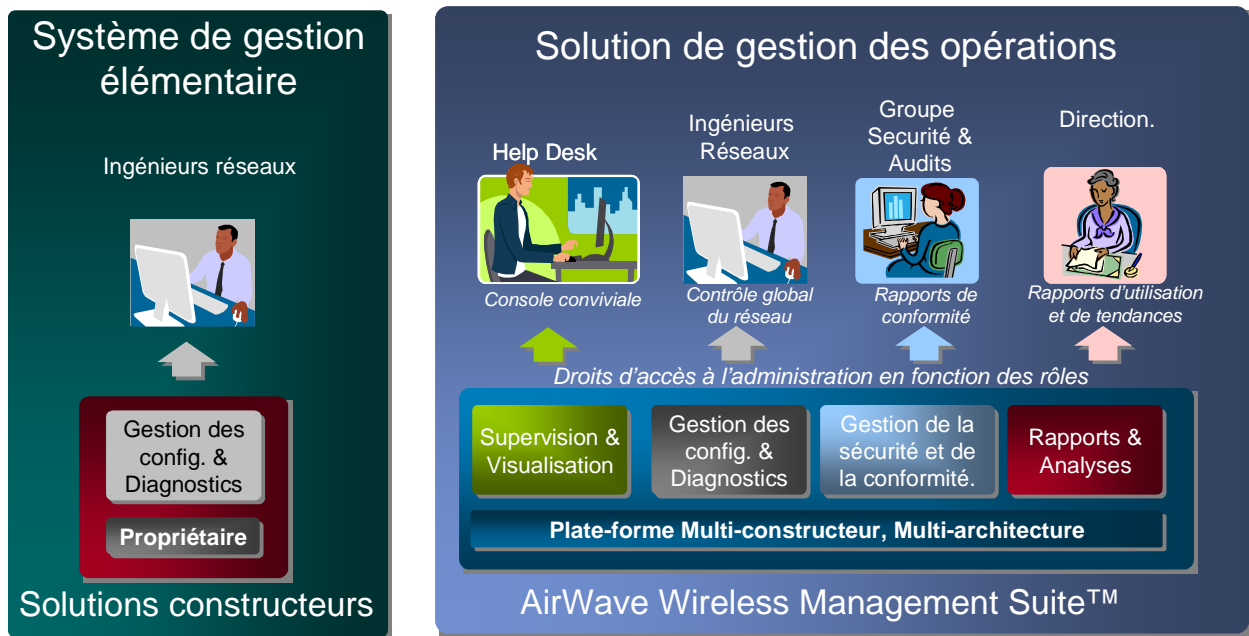 Système de gestion
élémentaire
Ingénieurs réseaux
Gestion des
config. &
Diagnostics
Propriétaire
Solutions constructeurs
Solution de gestion des opérations
Help Desk
Console conviviale
Ingénieurs
Réseaux
Contrôle global
du réseau
Groupe
Securité &
Audits
Rapports de
conformité
Direction.
Rapports d'utilisation
et de tendances
Droits d'accès à l'administration en fonction des rôles
Supervision &
Visualisation
Gestion des
config. &
Diagnostics
Gestion de la
sécurité et de
la conformité.
Rapports &
Analyses
Plate-forme Multi-constructeur, Multi-architecture
AirWave Wireless Management Suite™